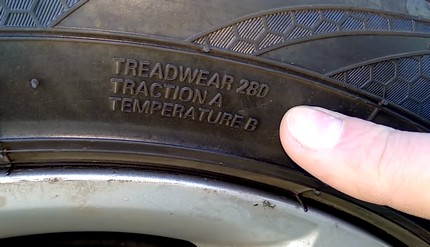 TREADWEAR 280
TRACTION A
TEMPERATURE B